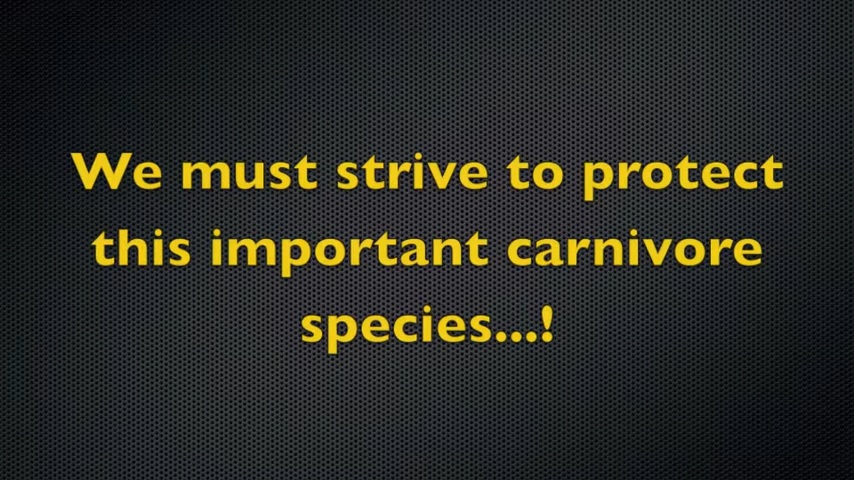 We must strive to protect
this important carnivore
species...!